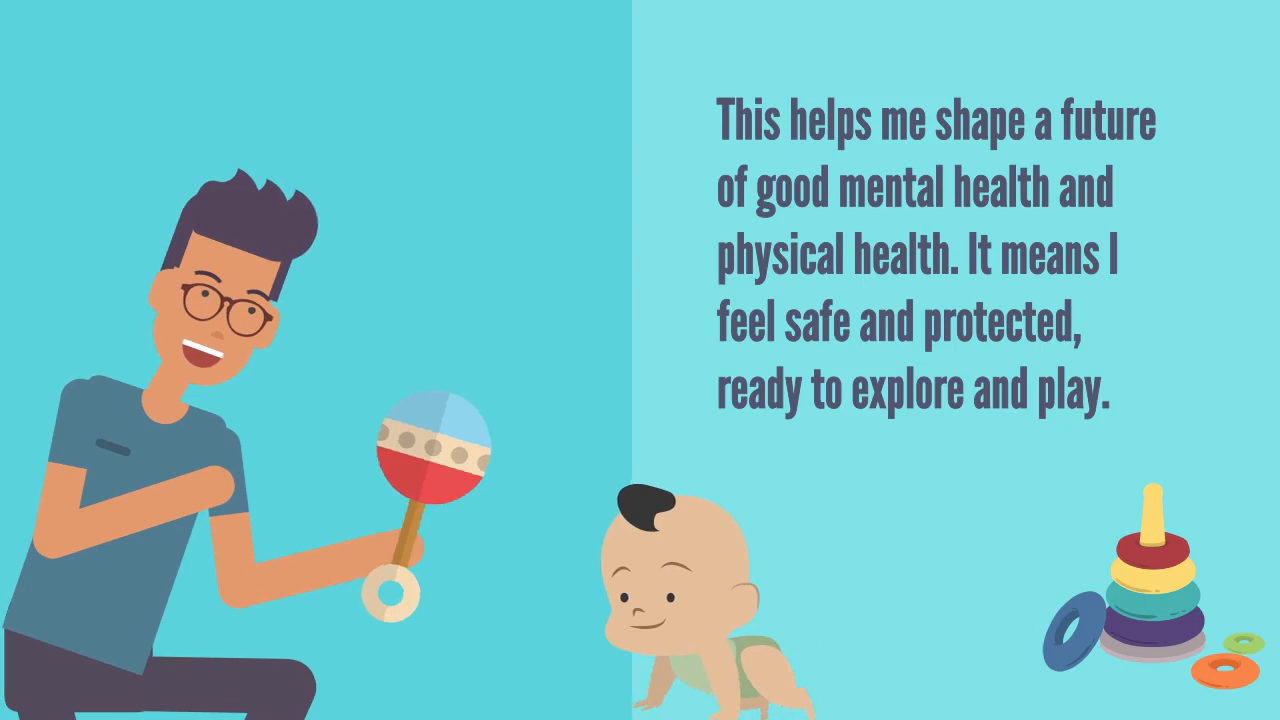 This helps me shape a future
of good mental health and
physical health. It means I
feel safe and protected,
ready to explore and play.